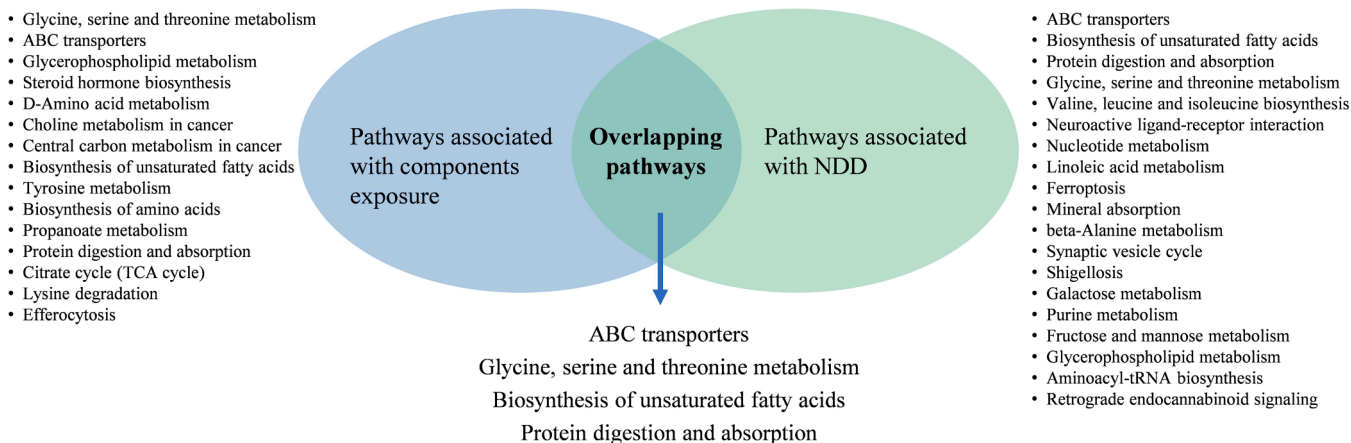 • Glycine, serine and threonine metabolism
• ABC transporters
• Glycerophospholipid metabolism
• Steroid hormone biosynthesis
• D-Amino acid metabolism
• Choline metabolism in cancer
• Central carbon metabolism in cancer
• Biosynthesis of unsaturated fatty acids
• Tyrosine metabolism
• Biosynthesis of amino acids
• Propanoate metabolism
• Protein digestion and absorption
• Citrate cycle (TCA cycle)
• Lysine degradation
• Efferocytosis
Pathways associated
with components
exposure
Overlapping
pathways
Pathways associated
with NDD
ABC transporters
Glycine, serine and threonine metabolism
Biosynthesis of unsaturated fatty acids
Protein digestion and absorption
• ABC transporters
• Biosynthesis of unsaturated fatty acids
• Protein digestion and absorption
• Glycine, serine and threonine metabolism
• Valine, leucine and isoleucine biosynthesis
• Neuroactive ligand-receptor interaction
• Nucleotide metabolism
• Linoleic acid metabolism
• Ferroptosis
• Mineral absorption
• beta-Alanine metabolism
• Synaptic vesicle cycle
• Shigellosis
• Galactose metabolism
• Purine metabolism
• Fructose and mannose metabolism
• Glycerophospholipid metabolism
• Aminoacyl-tRNA biosynthesis
• Retrograde endocannabinoid signaling